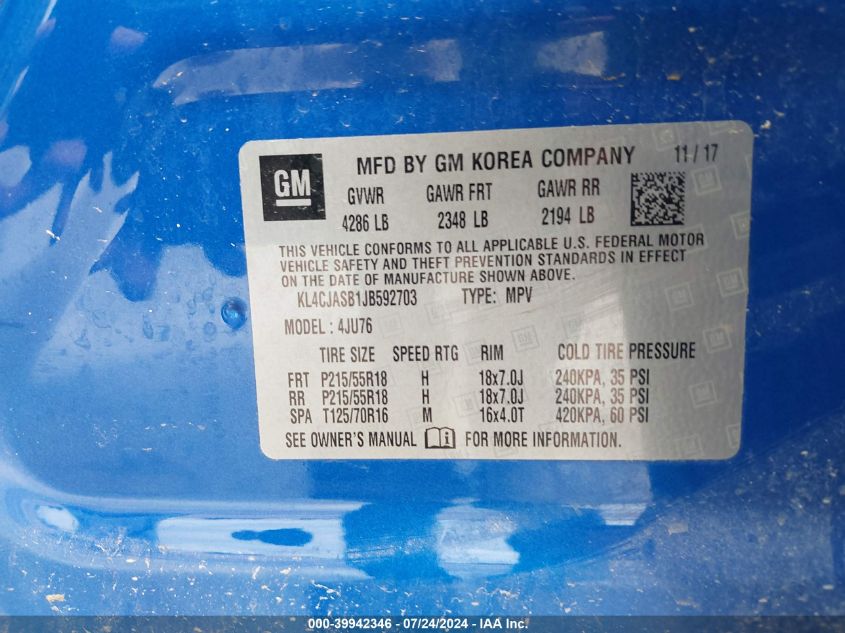 GM
MFD BY GM KOREA COMPANY 11 / 17
GVWR GAWR FRT GAWR RR
4286 LB 2348 LB 2194 LB
THIS VEHICLE CONFORMS TO ALL APPLICABLE U.S. FEDERAL MOTOR
VEHICLE SAFETY AND THEFT PREVENTION STANDARDS IN EFFECT
ON THE DATE OF MANUFACTURE SHOWN ABOVE.
KL4CJASB1JB592703 TYPE: MPV
MODEL : 4JU76
TIRE SIZE SPEED RTG RIM COLD TIRE PRESSURE
FRT P215/55R18 H 18x7.0J 240KPA, 35 PSI
RR P215/55R18 H 18x7.0J 240KPA, 35 PSI
SPA T125/70R16 M 16x4.0T 420KPA, 60 PSI
SEE OWNER'S MANUAL FOR MORE INFORMATION.
000-39942346 - 07/24/2024 - IAA Inc.